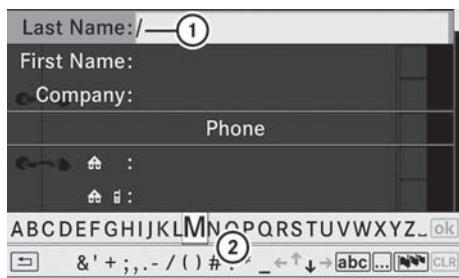 Last Name:/ 1
First Name:
Company:
Phone
:
:
ABCDEFGHIJKLMNOPQRSTUVWXYZ_ ok
2
&'+;,.-/()#:*_←↑↓→ abc ... CLR